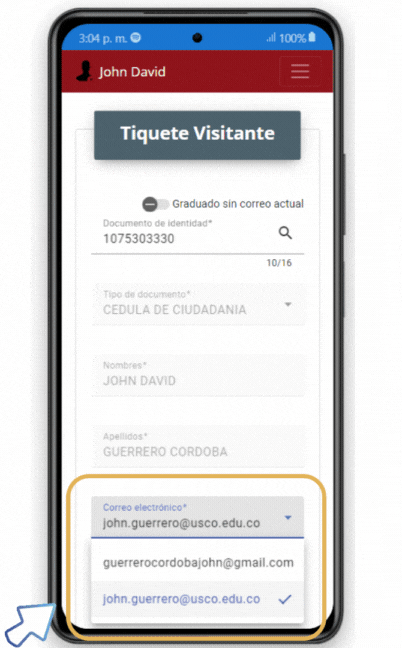 3:04 p. m.
100%
John David
Tiquete Visitante
Graduado sin correo actual
Documento de identidad*
1075303330
10/16
Tipo de documento*
CEDULA DE CIUDADANIA
Nombres*
JOHN DAVID
Apellidos*
GUERRERO CORDOBA
Correo electrónico*
john.guerrero@usco.edu.co
guerrerocordobajohn@gmail.com
john.guerrero@usco.edu.co